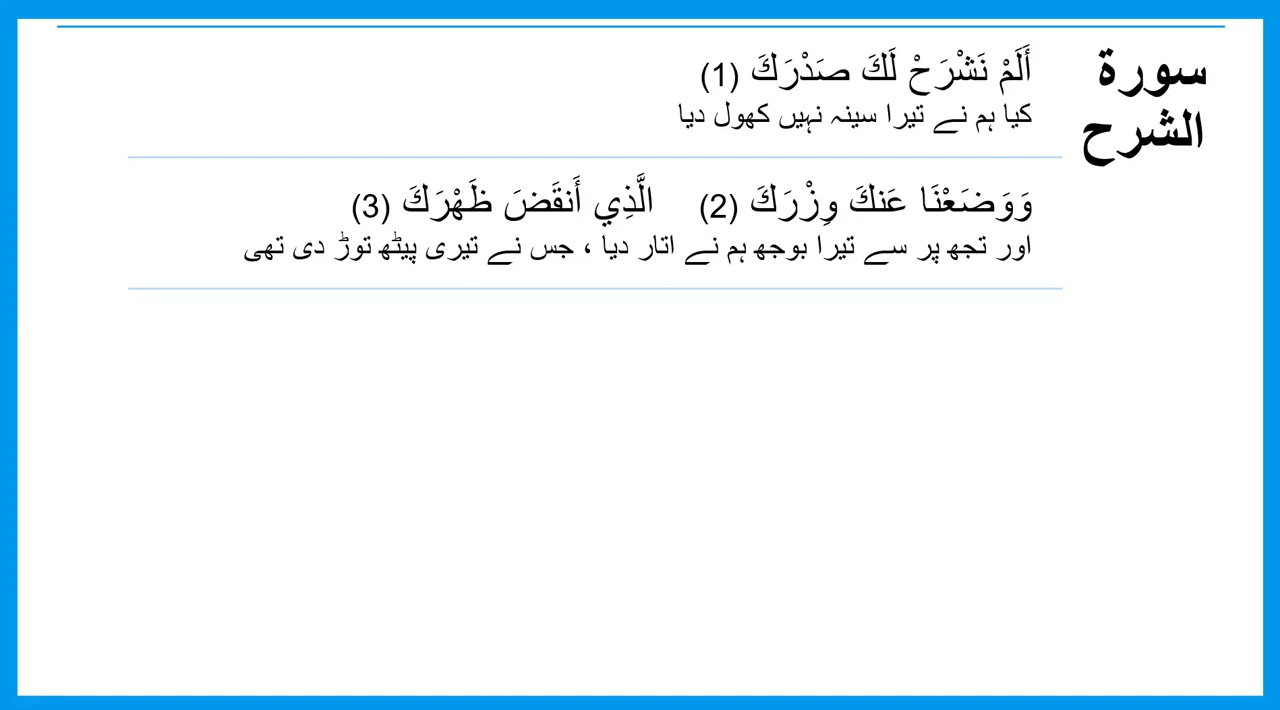 سورة
الشرح
أَلَمْ نَشْرَحْ لَكَ صَدْرَكَ (1)
کیا ہم نے تیرا سینہ نہیں کھول دیا
وَوَضَعْنَا عَنكَ وِزْرَكَ (2) الَّذِي أَنقَضَ ظَهْرَكَ (3)
اور تجھ پر سے تیرا بوجھ ہم نے اتار دیا ، جس نے تیری پیٹھ توڑ دی تھی